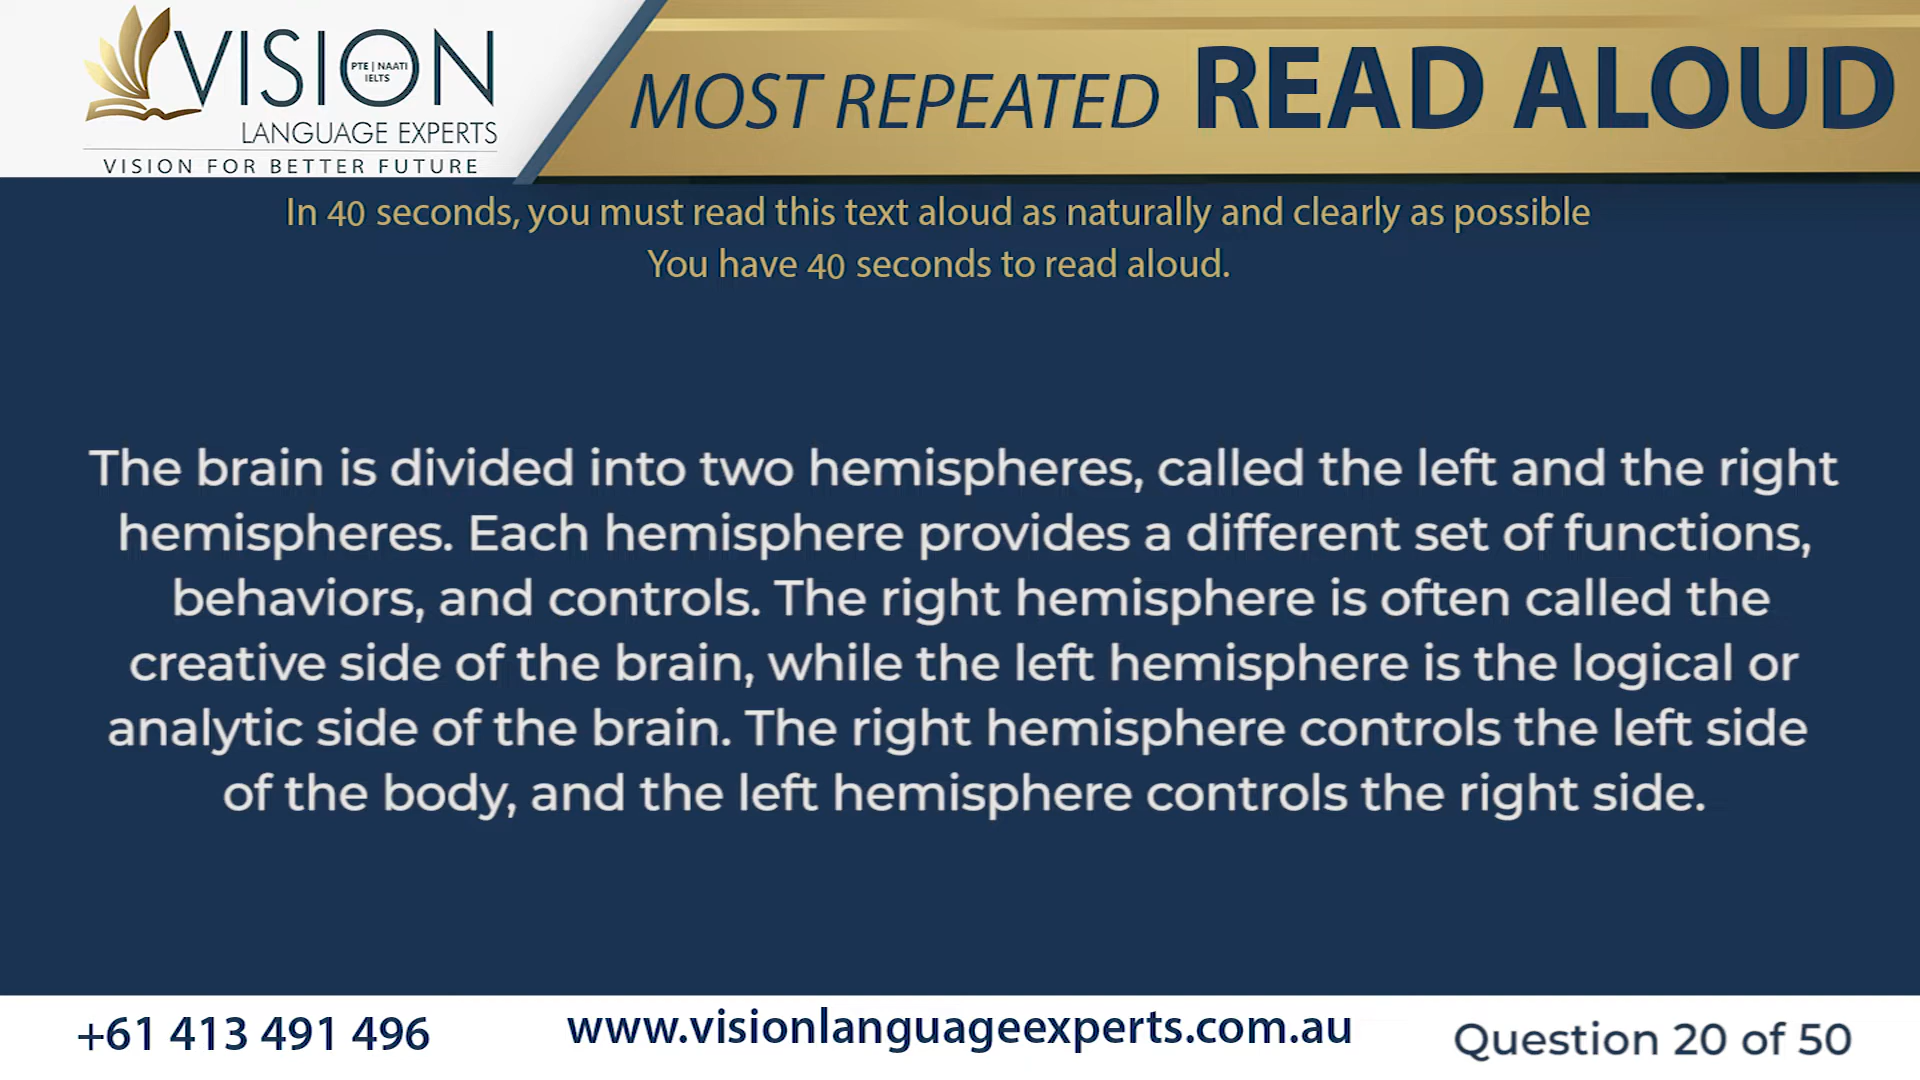 VISION
PTE | NAATI
IELTS
LANGUAGE EXPERTS
VISION FOR BETTER FUTURE
MOST REPEATED READ ALOUD
In 40 seconds, you must read this text aloud as naturally and clearly as possible
You have 40 seconds to read aloud.
The brain is divided into two hemispheres, called the left and the right
hemispheres. Each hemisphere provides a different set of functions,
behaviors, and controls. The right hemisphere is often called the
creative side of the brain, while the left hemisphere is the logical or
analytic side of the brain. The right hemisphere controls the left side
of the body, and the left hemisphere controls the right side.
+61 413 491 496
www.visionlanguageexperts.com.au
Question 20 of 50